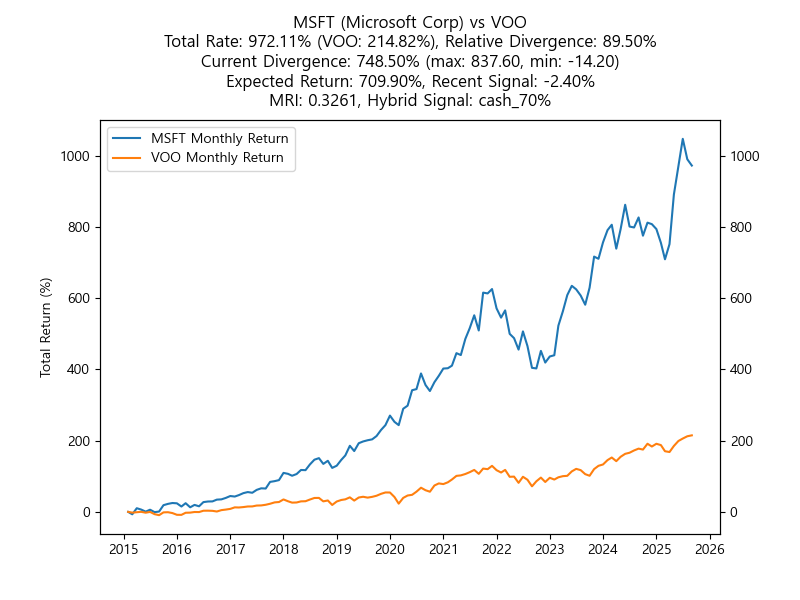 MSFT (Microsoft Corp) vs VOO
Total Rate: 972.11% (VOO: 214.82%), Relative Divergence: 89.50%
Current Divergence: 748.50% (max: 837.60, min: -14.20)
Expected Return: 709.90%, Recent Signal: -2.40%
MRI: 0.3261, Hybrid Signal: cash_70%
MSFT Monthly Return
VOO Monthly Return
Total Return (%)
1000
800
600
400
200
0
1000
800
600
400
200
0
2015 2016 2017 2018 2019 2020 2021 2022 2023 2024 2025 2026